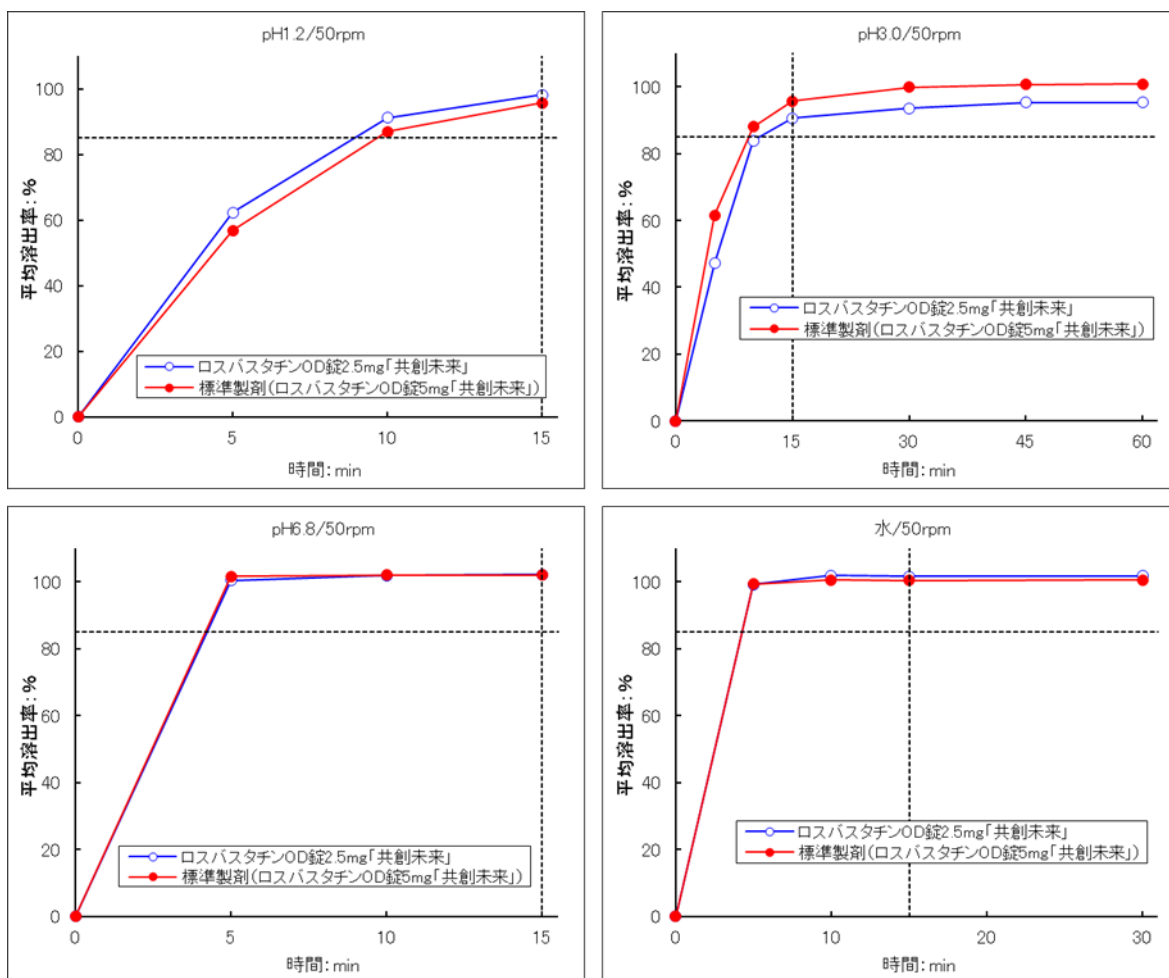 pH1.2/50rpm
平均溶出率：%
100
80
60
40
20
0
ロスバスタチンOD錠2.5mg「共創未来」
標準製剤(ロスバスタチンOD錠5mg「共創未来」)
0 5 10 15
時間：min
pH3.0/50rpm
平均溶出率：%
100
80
60
40
20
0
ロスバスタチンOD錠2.5mg「共創未来」
標準製剤(ロスバスタチンOD錠5mg「共創未来」)
0 15 30 45 60
時間：min
pH6.8/50rpm
平均溶出率：%
100
80
60
40
20
0
ロスバスタチンOD錠2.5mg「共創未来」
標準製剤(ロスバスタチンOD錠5mg「共創未来」)
0 5 10 15
時間：min
水/50rpm
平均溶出率：%
100
80
60
40
20
0
ロスバスタチンOD錠2.5mg「共創未来」
標準製剤(ロスバスタチンOD錠5mg「共創未来」)
0 10 20 30
時間：min